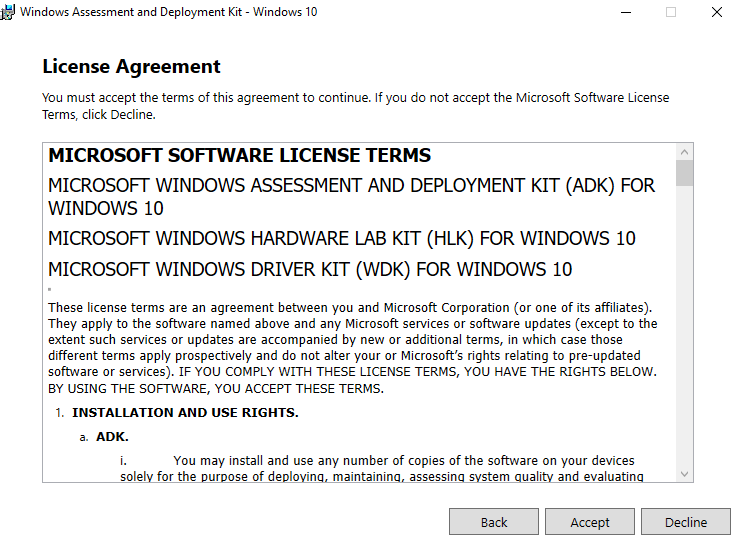 Windows Assessment and Deployment Kit - Windows 10
License Agreement
You must accept the terms of this agreement to continue. If you do not accept the Microsoft Software License
Terms, click Decline.
MICROSOFT SOFTWARE LICENSE TERMS
MICROSOFT WINDOWS ASSESSMENT AND DEPLOYMENT KIT (ADK) FOR
WINDOWS 10
MICROSOFT WINDOWS HARDWARE LAB KIT (HLK) FOR WINDOWS 10
MICROSOFT WINDOWS DRIVER KIT (WDK) FOR WINDOWS 10
These license terms are an agreement between you and Microsoft Corporation (or one of its affiliates).
They apply to the software named above and any Microsoft services or software updates (except to the
extent such services or updates are accompanied by new or additional terms, in which case those
different terms apply prospectively and do not alter your or Microsoft’s rights relating to pre-updated
software or services). IF YOU COMPLY WITH THESE LICENSE TERMS, YOU HAVE THE RIGHTS BELOW.
BY USING THE SOFTWARE, YOU ACCEPT THESE TERMS.
1. INSTALLATION AND USE RIGHTS.
a. ADK.
i. You may install and use any number of copies of the software on your devices
solely for the purpose of deploying, maintaining, assessing system quality and evaluating
Back Accept Decline